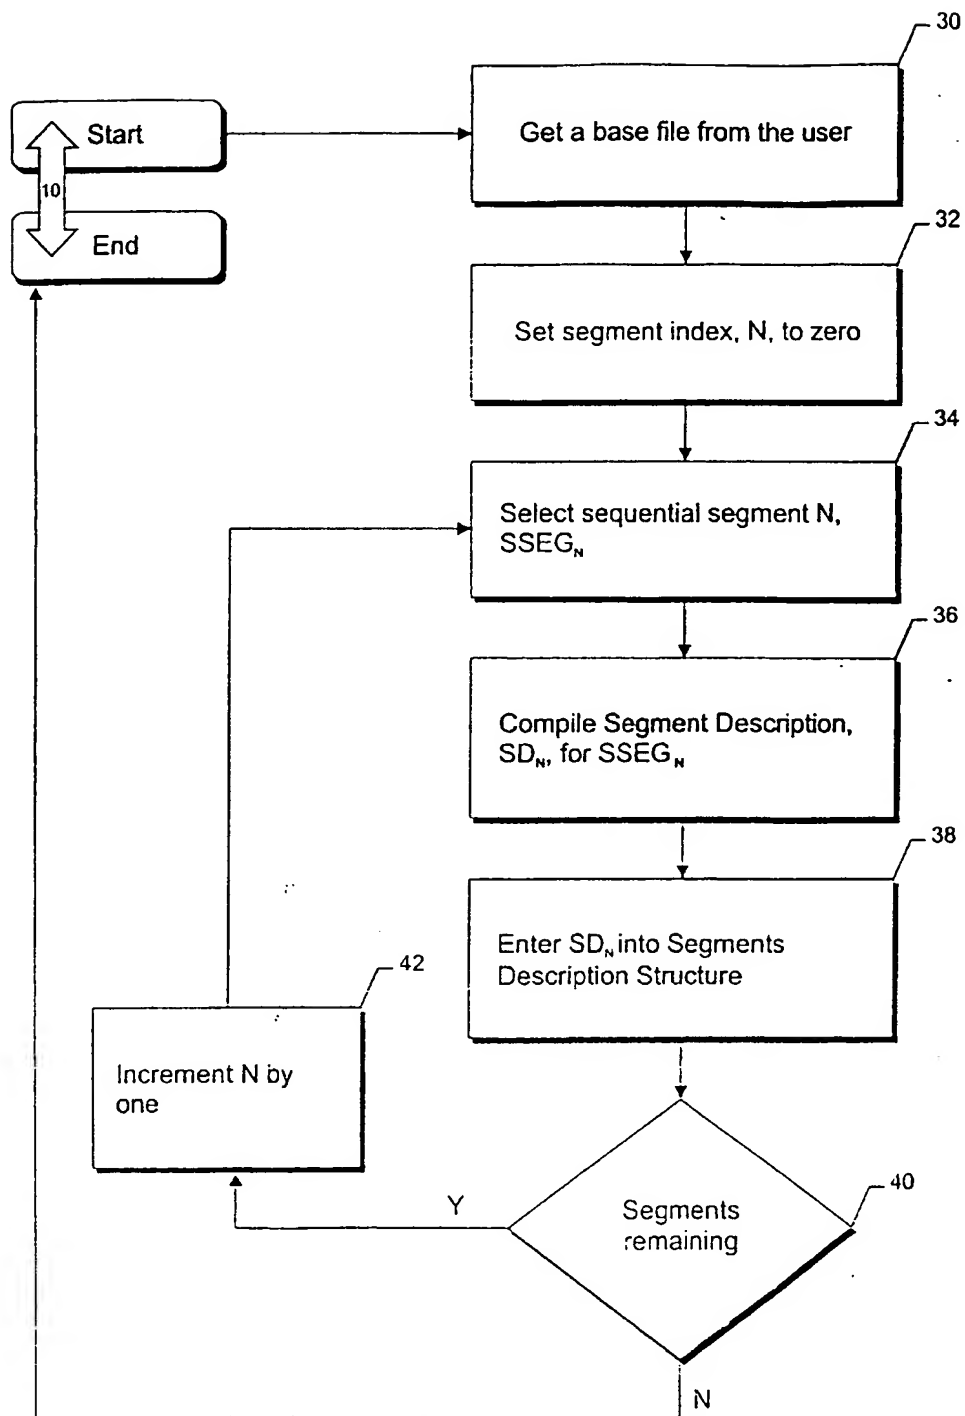 30
Start
Get a base file from the user
10
End
32
Set segment index, N, to zero
34
Select sequential segment N,
SSEG_N
36
Compile Segment Description,
SD_N, for SSEG_N
38
Enter SD_N into Segments
Description Structure
42
Increment N by
one
40
Segments
remaining
Y
N